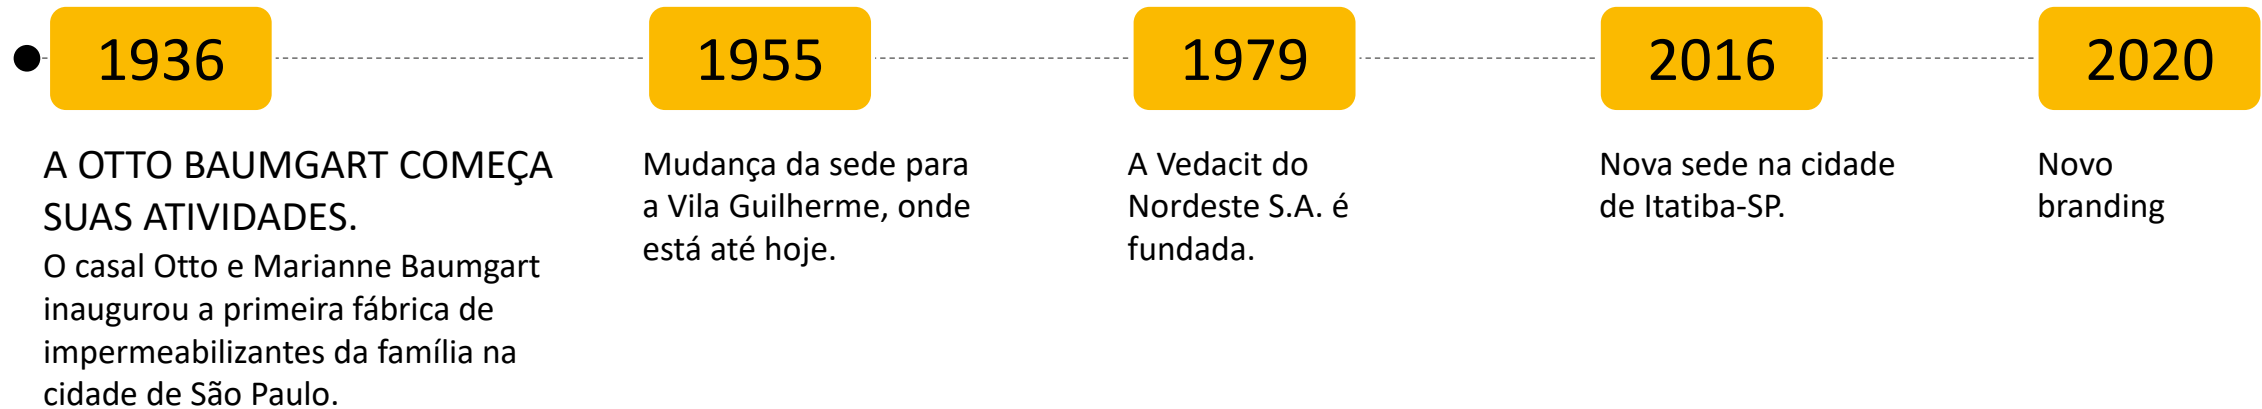 1936
A OTTO BAUMGART COMEÇA
SUAS ATIVIDADES.
O casal Otto e Marianne Baumgart
inaugurou a primeira fábrica de
impermeabilizantes da família na
cidade de São Paulo.
1955
Mudança da sede para
a Vila Guilherme, onde
está até hoje.
1979
A Vedacit do
Nordeste S.A. é
fundada.
2016
Nova sede na cidade
de Itatiba-SP.
2020
Novo
branding